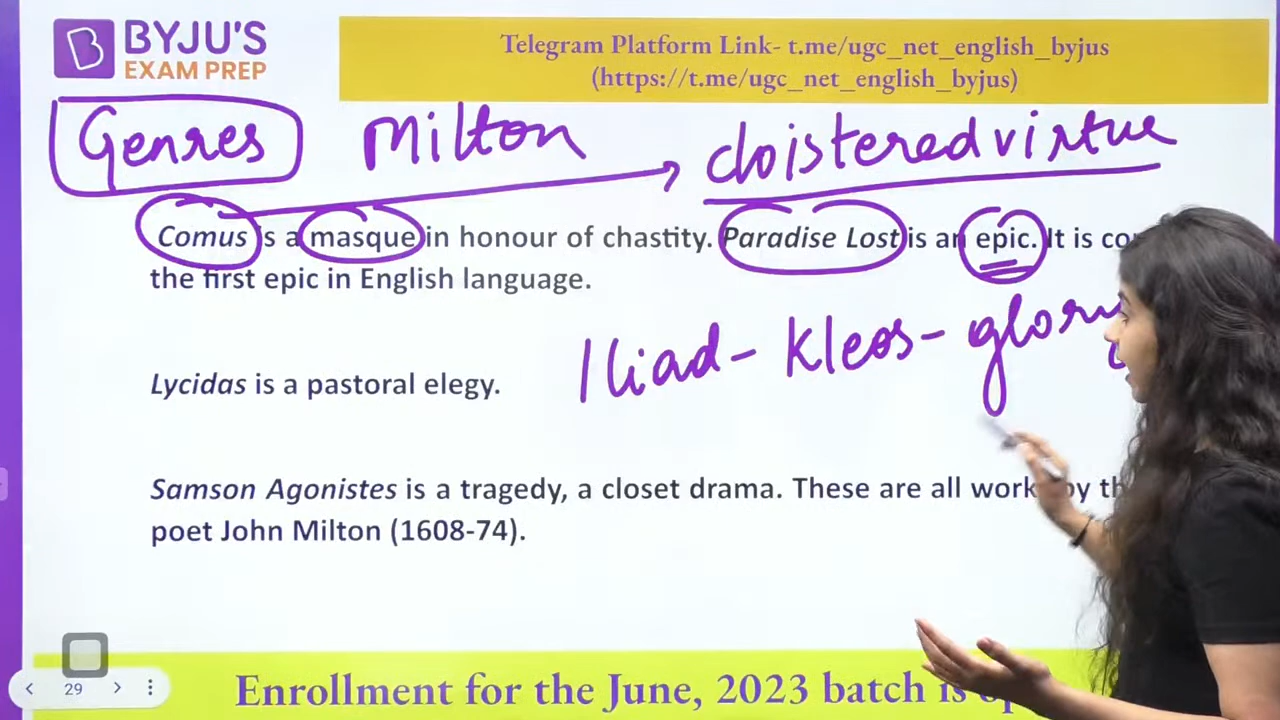 BYJU'S
EXAM PREP
Telegram Platform Link- t.me/ugc_net_english_byjus
(https://t.me/ugc_net_english_byjus)
Genres Milton cloistered virtue
Comus is a masque in honour of chastity. Paradise Lost is an epic. It is
the first epic in English language.
Iliad - Kleos - glory
Lycidas is a pastoral elegy.
Samson Agonistes is a tragedy, a closet drama. These are all work by
poet John Milton (1608-74).
29
Enrollment for the June, 2023 batch is